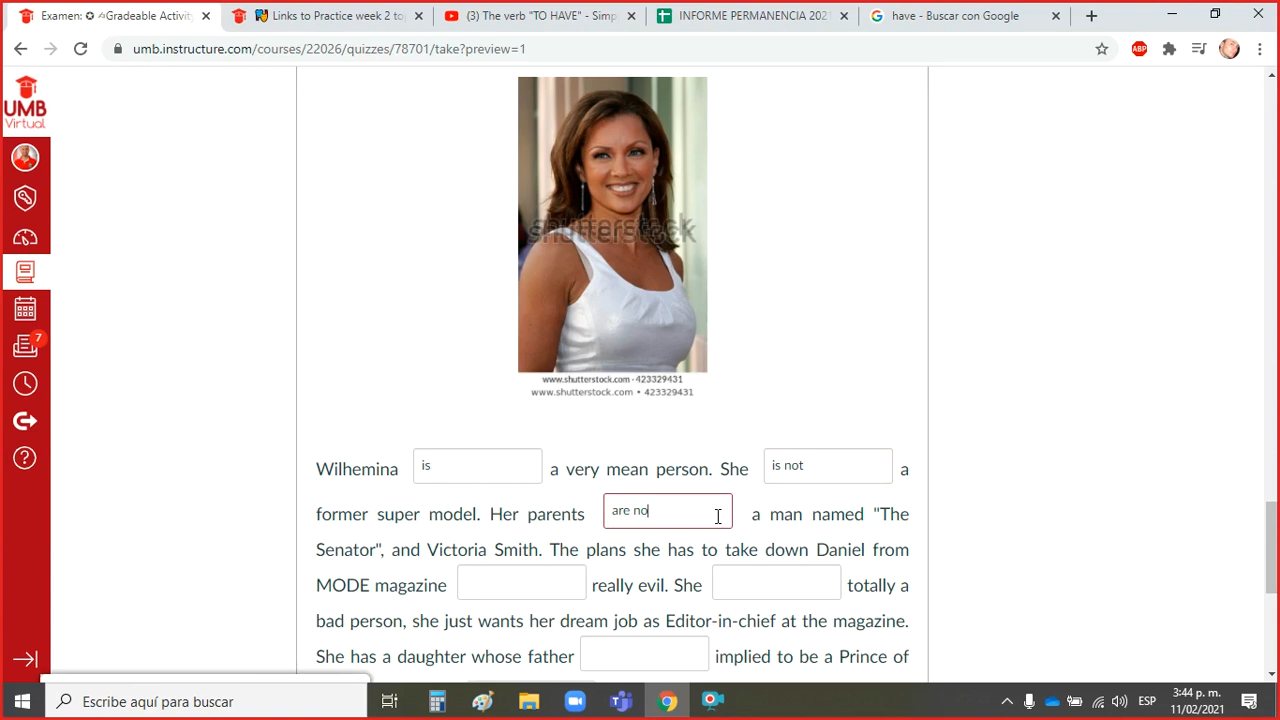 Examen: ✪ ✍Gradeable Activit
Links to Practice week 2 to
(3) The verb "TO HAVE" - Simp
INFORME PERMANENCIA 202
have - Buscar con Google
umb.instructure.com/courses/22026/quizzes/78701/take?preview=1
ABP
UMB
Virtual
7
shutterstock
www.shutterstock.com · 423329431
www.shutterstock.com • 423329431
Wilhemina is a very mean person. She is not a
former super model. Her parents are no a man named "The
Senator", and Victoria Smith. The plans she has to take down Daniel from
MODE magazine really evil. She totally a
bad person, she just wants her dream job as Editor-in-chief at the magazine.
She has a daughter whose father implied to be a Prince of
Escribe aquí para buscar
ESP
3:44 p. m.
11/02/2021